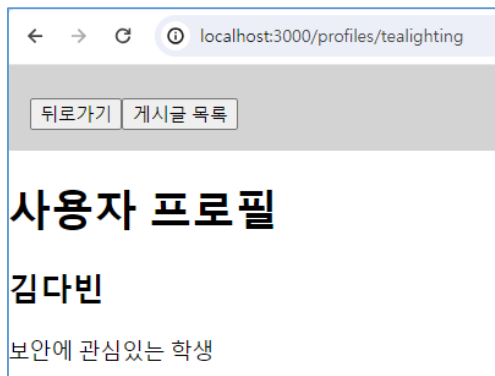 localhost:3000/profiles/tealighting
뒤로가기 게시글 목록
사용자 프로필
김다빈
보안에 관심있는 학생